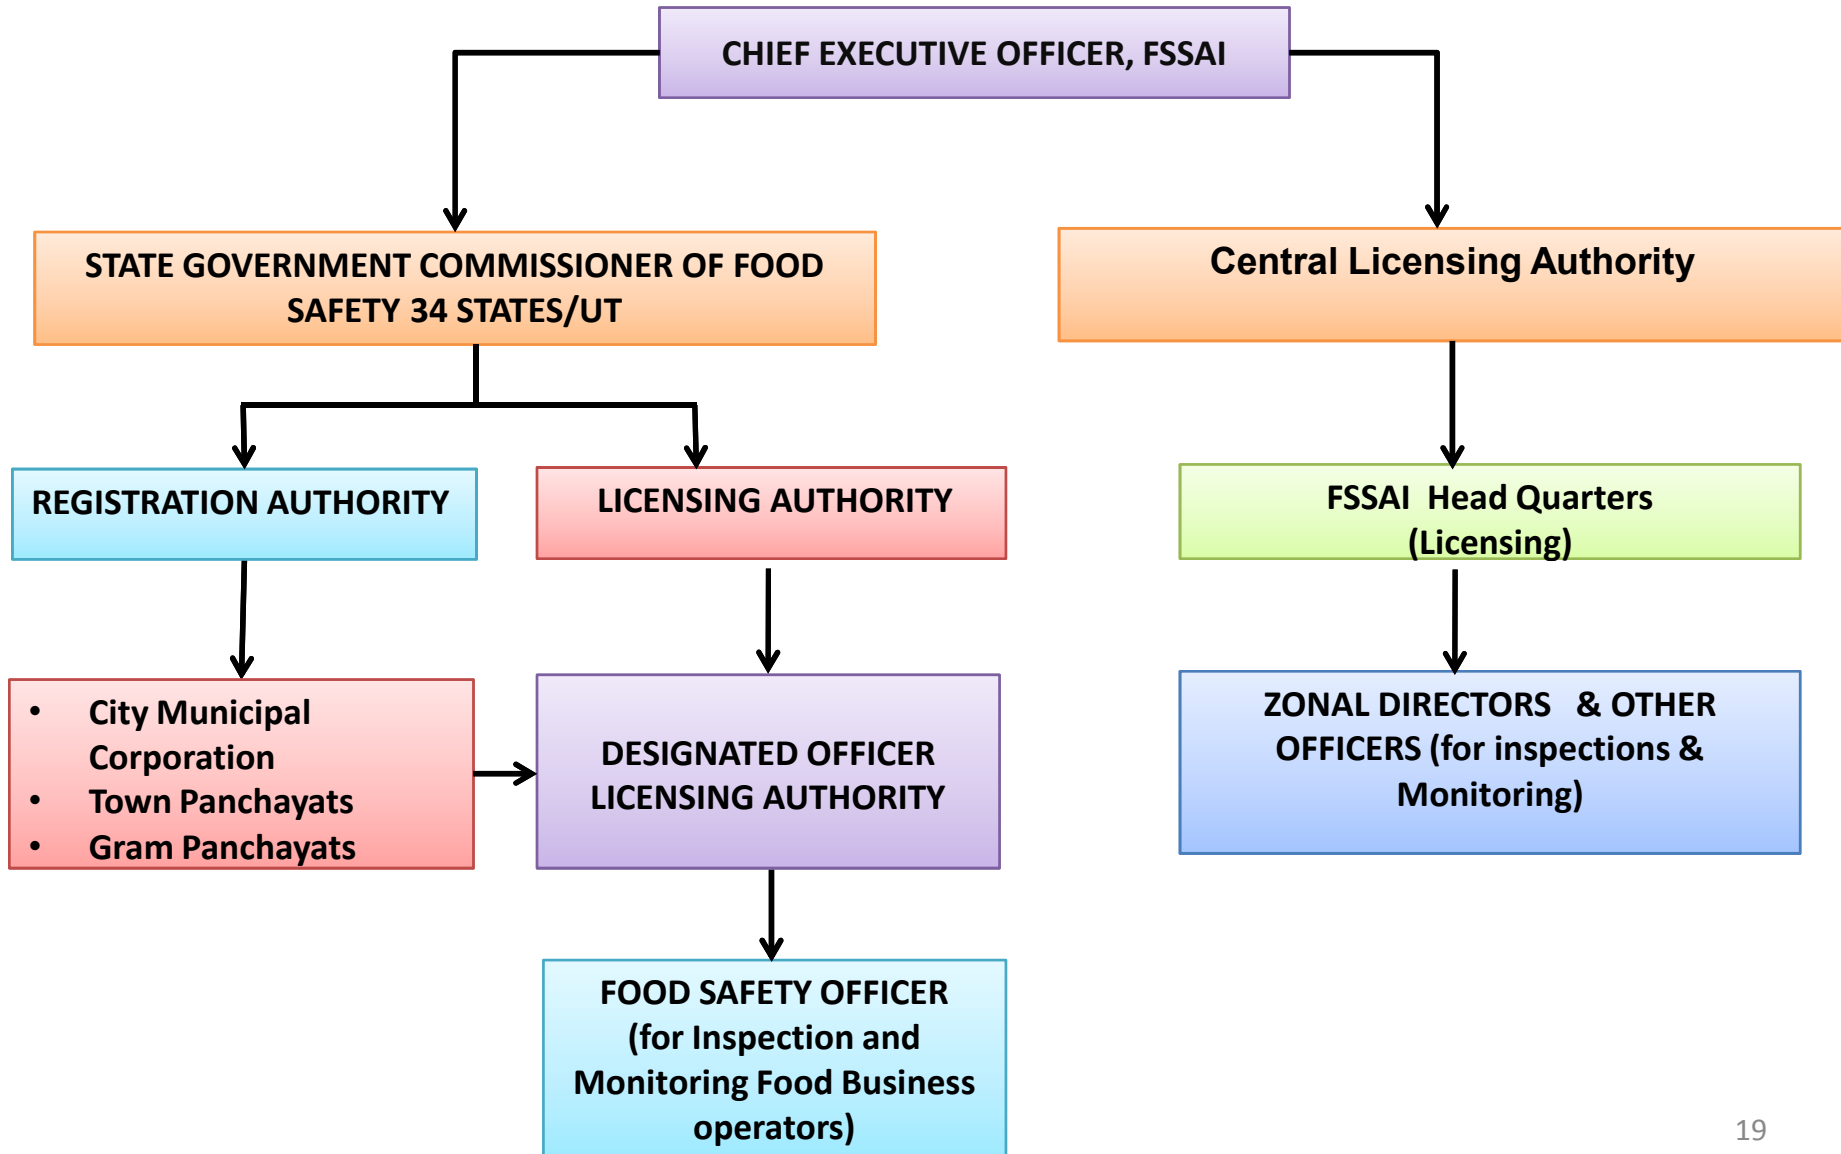 CHIEF EXECUTIVE OFFICER, FSSAI
STATE GOVERNMENT COMMISSIONER OF FOOD
SAFETY 34 STATES/UT
Central Licensing Authority
REGISTRATION AUTHORITY
LICENSING AUTHORITY
FSSAI Head Quarters
(Licensing)
• City Municipal
Corporation
• Town Panchayats
• Gram Panchayats
DESIGNATED OFFICER
LICENSING AUTHORITY
ZONAL DIRECTORS & OTHER
OFFICERS (for inspections &
Monitoring)
FOOD SAFETY OFFICER
(for Inspection and
Monitoring Food Business
operators)
19